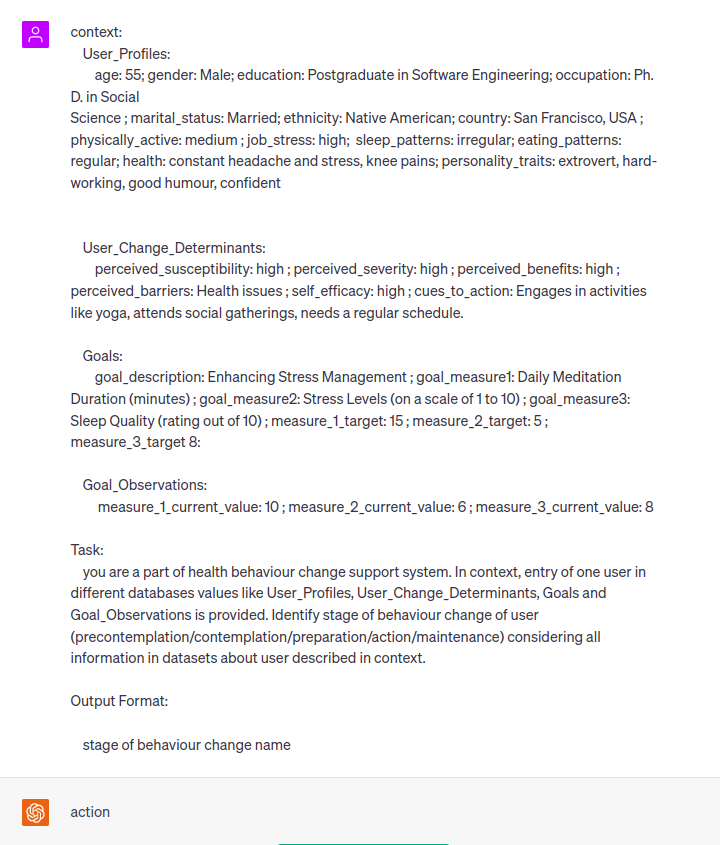 context:
User_Profiles:
age: 55; gender: Male; education: Postgraduate in Software Engineering; occupation: Ph.
D. in Social
Science ; marital_status: Married; ethnicity: Native American; country: San Francisco, USA ;
physically_active: medium ; job_stress: high;  sleep_patterns: irregular; eating_patterns:
regular; health: constant headache and stress, knee pains; personality_traits: extrovert, hard-
working, good humour, confident
User_Change_Determinants:
perceived_susceptibility: high ; perceived_severity: high ; perceived_benefits: high ;
perceived_barriers: Health issues ; self_efficacy: high ; cues_to_action: Engages in activities
like yoga, attends social gatherings, needs a regular schedule.
Goals:
goal_description: Enhancing Stress Management ; goal_measure1: Daily Meditation
Duration (minutes) ; goal_measure2: Stress Levels (on a scale of 1 to 10) ; goal_measure3:
Sleep Quality (rating out of 10) ; measure_1_target: 15 ; measure_2_target: 5 ;
measure_3_target 8:
Goal_Observations:
measure_1_current_value: 10 ; measure_2_current_value: 6 ; measure_3_current_value: 8
Task:
you are a part of health behaviour change support system. In context, entry of one user in
different databases values like User_Profiles, User_Change_Determinants, Goals and
Goal_Observations is provided. Identify stage of behaviour change of user
(precontemplation/contemplation/preparation/action/maintenance) considering all
information in datasets about user described in context.
Output Format:
stage of behaviour change name
action